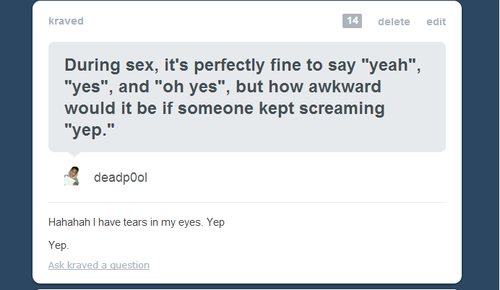 kraved 14 delete edit
During sex, it's perfectly fine to say "yeah",
"yes", and "oh yes", but how awkward
would it be if someone kept screaming
"yep."
deadp0ol
Hahahah I have tears in my eyes. Yep
Yep.
Ask kraved a question